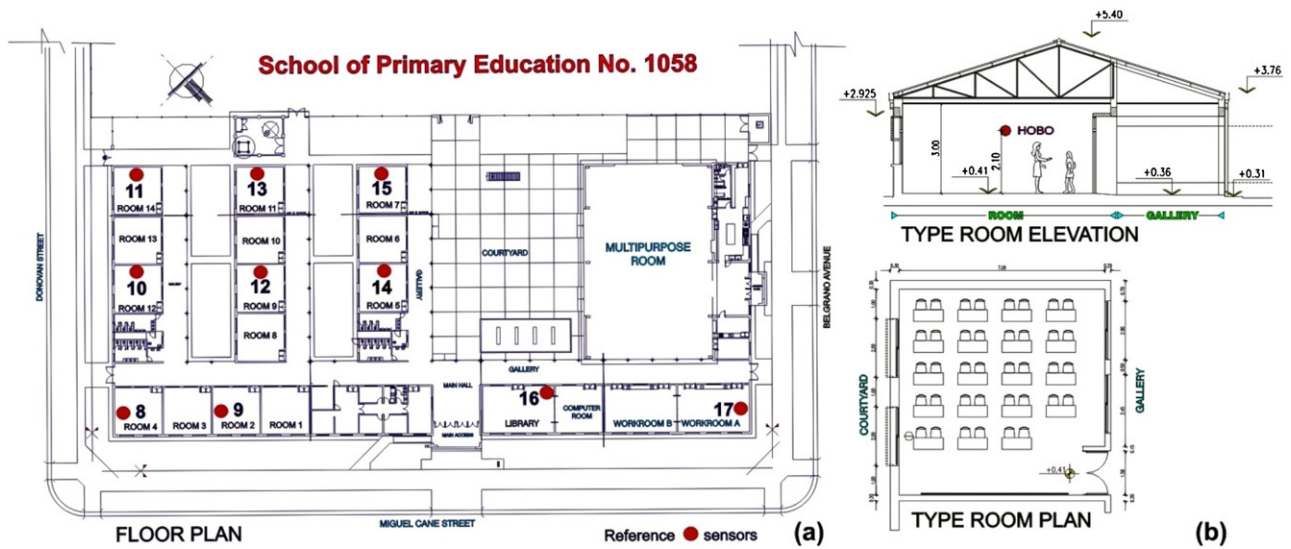 School of Primary Education No. 1058
11
ROOM 14
13
ROOM 11
15
ROOM 7
ROOM 13
ROOM 10
ROOM 6
COURTYARD
MULTIPURPOSE
ROOM
DONOVAN STREET
BELGRANO AVENUE
10
ROOM 12
12
ROOM 9
14
ROOM 5
GALLERY
ROOM 8
GALLERY
MAIN HALL
8
ROOM 4
ROOM 3
9
ROOM 2
ROOM 1
16
LIBRARY
COMPUTER
ROOM
WORKROOM B
17
WORKROOM A
MAIN ACCESS
MIGUEL CANE STREET
FLOOR PLAN
Reference sensors
(a)
+5.40
+3.76
+2.925
HOBO
3.00
2.10
+0.41
+0.36
+0.31
ROOM
GALLERY
TYPE ROOM ELEVATION
COURTYARD
GALLERY
+0.41
TYPE ROOM PLAN
(b)